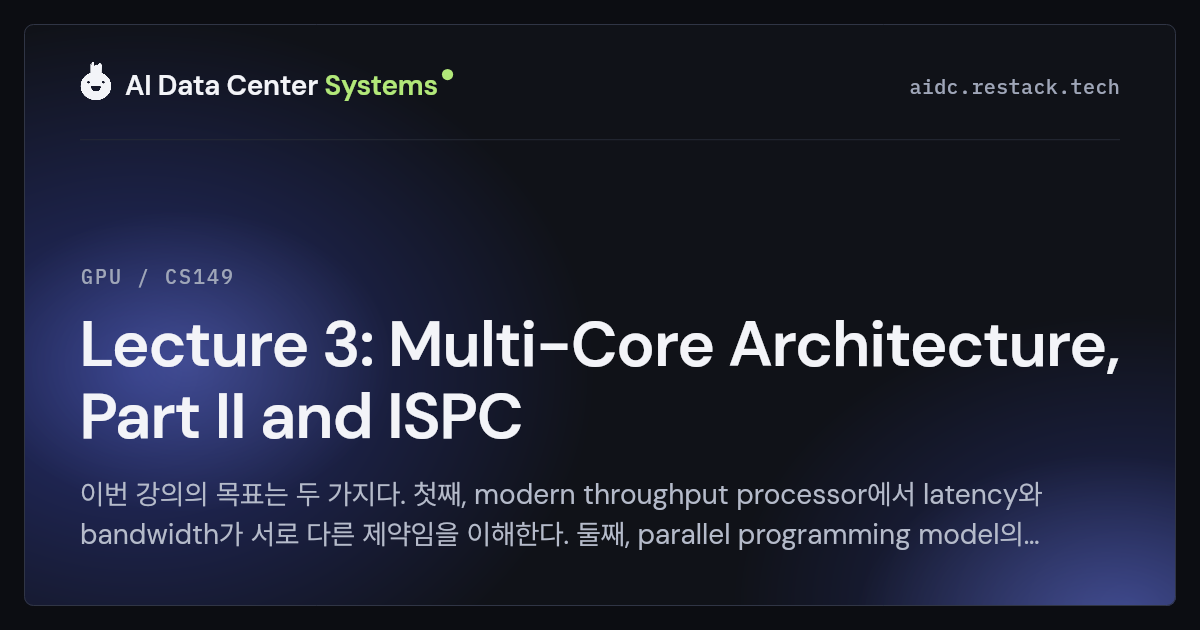 AI Data Center Systems
aidc.restack.tech
GPU / CS149
Lecture 3: Multi-Core Architecture,
Part II and ISPC
이번 강의의 목표는 두 가지다. 첫째, modern throughput processor에서 latency와
bandwidth가 서로 다른 제약임을 이해한다. 둘째, parallel programming model의…